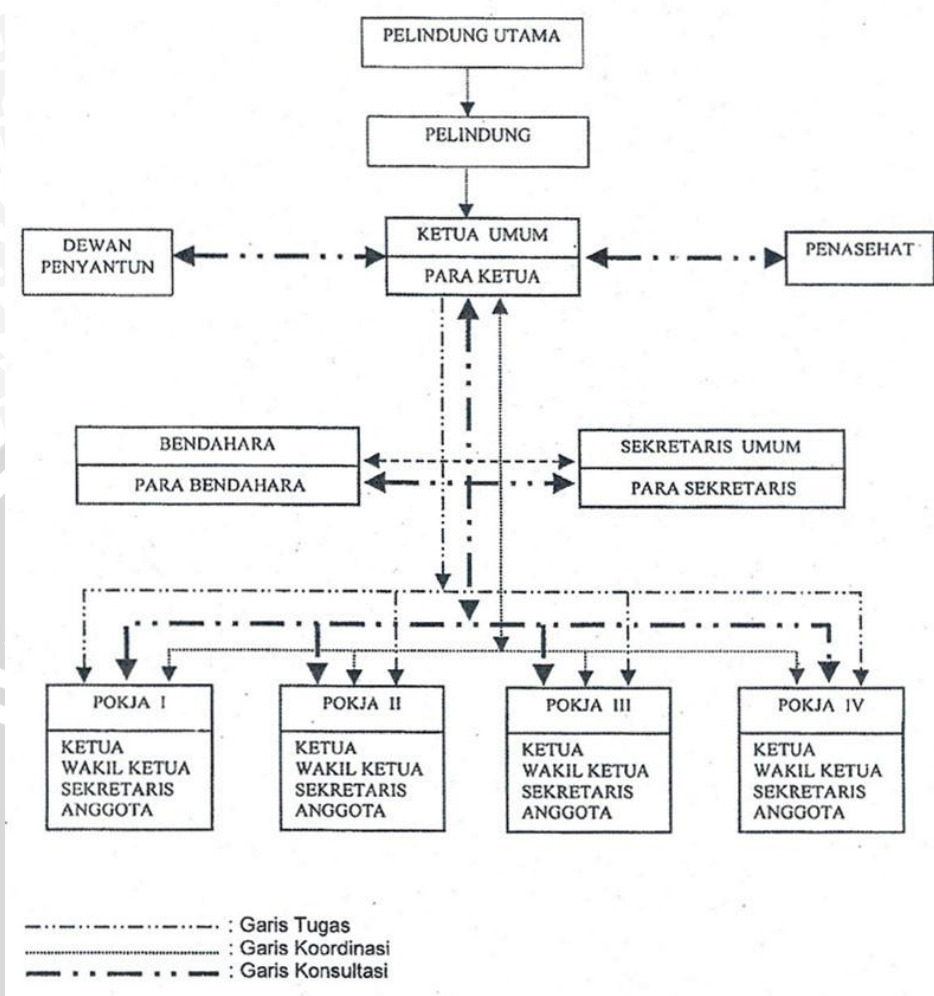 PELINDUNG UTAMA
PELINDUNG
KETUA UMUM
PARA KETUA
DEWAN
PENYANTUN
PENASEHAT
BENDAHARA
PARA BENDAHARA
SEKRETARIS UMUM
PARA SEKRETARIS
POKJA I
KETUA
WAKIL KETUA
SEKRETARIS
ANGGOTA
POKJA II
KETUA
WAKIL KETUA
SEKRETARIS
ANGGOTA
POKJA III
KETUA
WAKIL KETUA
SEKRETARIS
ANGGOTA
POKJA IV
KETUA
WAKIL KETUA
SEKRETARIS
ANGGOTA
: Garis Tugas
: Garis Koordinasi
: Garis Konsultasi